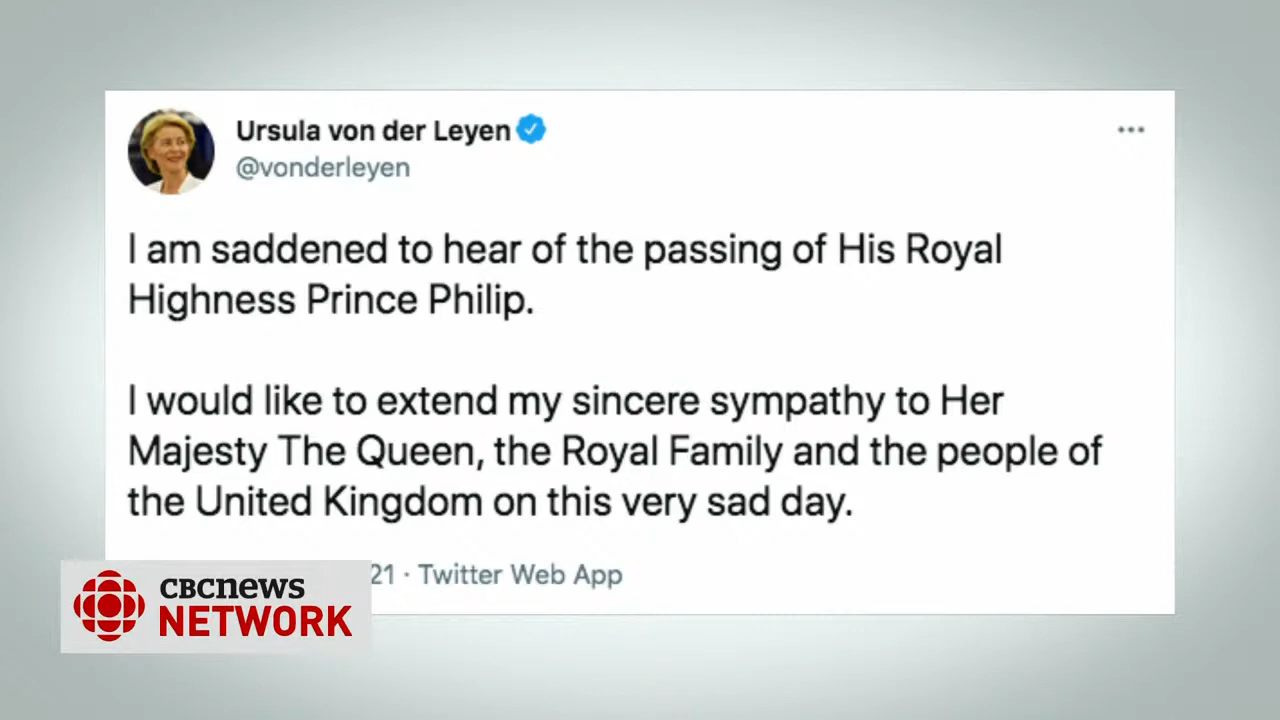 Ursula von der Leyen
@vonderleyen
I am saddened to hear of the passing of His Royal
Highness Prince Philip.
I would like to extend my sincere sympathy to Her
Majesty The Queen, the Royal Family and the people of
the United Kingdom on this very sad day.
21 · Twitter Web App
CBCnews
NETWORK